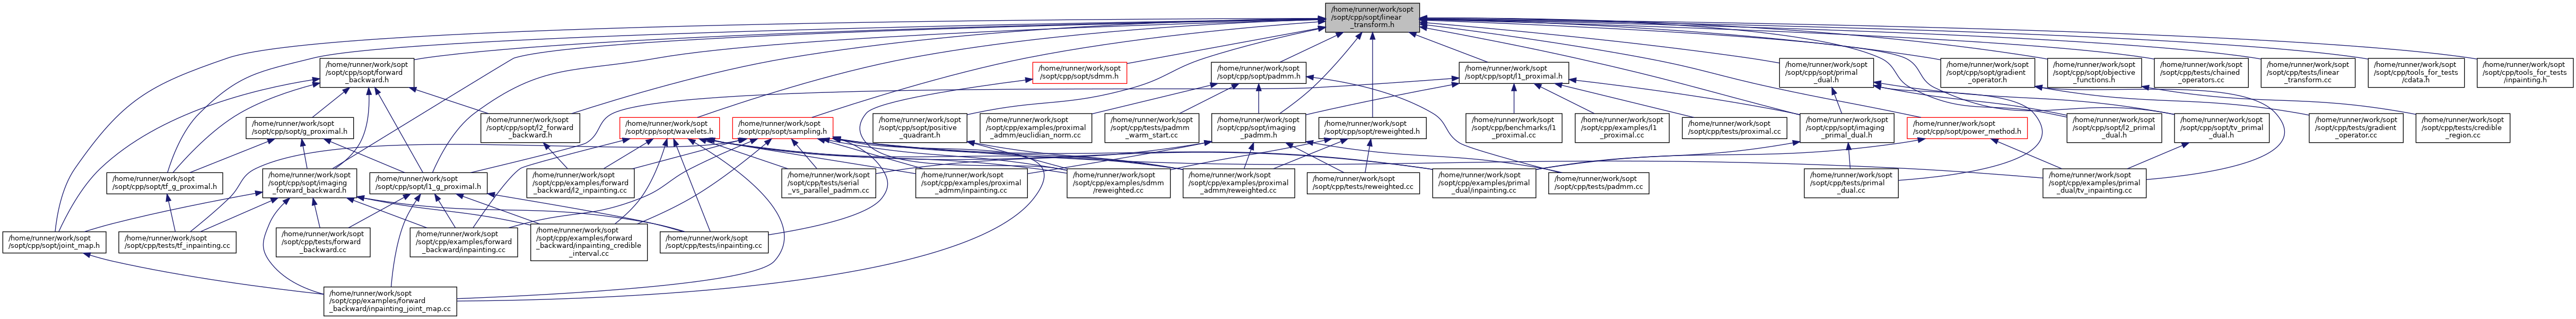 /home/runner/work/sopt
/sopt/cpp/sopt/linear
_transform.h
/home/runner/work/sopt
/sopt/cpp/sopt/forward
_backward.h
/home/runner/work/sopt
/sopt/cpp/sopt/sdmm.h
/home/runner/work/sopt
/sopt/cpp/sopt/padmm.h
/home/runner/work/sopt
/sopt/cpp/sopt/l1_proximal.h
/home/runner/work/sopt
/sopt/cpp/sopt/primal
_dual.h
/home/runner/work/sopt
/sopt/cpp/sopt/gradient
_operator.h
/home/runner/work/sopt
/sopt/cpp/sopt/objective
_functions.h
/home/runner/work/sopt
/sopt/cpp/tests/chained
_operators.cc
/home/runner/work/sopt
/sopt/cpp/tests/linear
_transform.cc
/home/runner/work/sopt
/sopt/cpp/tools_for_tests
/cdata.h
/home/runner/work/sopt
/sopt/cpp/tools_for_tests
/inpainting.h
/home/runner/work/sopt
/sopt/cpp/sopt/g_proximal.h
/home/runner/work/sopt
/sopt/cpp/sopt/l2_forward
_backward.h
/home/runner/work/sopt
/sopt/cpp/sopt/wavelets.h
/home/runner/work/sopt
/sopt/cpp/sopt/sampling.h
/home/runner/work/sopt
/sopt/cpp/sopt/positive
_quadrant.h
/home/runner/work/sopt
/sopt/cpp/examples/proximal
_admm/euclidian_norm.cc
/home/runner/work/sopt
/sopt/cpp/tests/padmm
_warm_start.cc
/home/runner/work/sopt
/sopt/cpp/sopt/imaging
_padmm.h
/home/runner/work/sopt
/sopt/cpp/sopt/reweighted.h
/home/runner/work/sopt
/sopt/cpp/benchmarks/l1
_proximal.cc
/home/runner/work/sopt
/sopt/cpp/examples/l1
_proximal.cc
/home/runner/work/sopt
/sopt/cpp/tests/proximal.cc
/home/runner/work/sopt
/sopt/cpp/sopt/imaging
_primal_dual.h
/home/runner/work/sopt
/sopt/cpp/sopt/power_method.h
/home/runner/work/sopt
/sopt/cpp/sopt/l2_primal
_dual.h
/home/runner/work/sopt
/sopt/cpp/sopt/tv_primal
_dual.h
/home/runner/work/sopt
/sopt/cpp/tests/gradient
_operator.cc
/home/runner/work/sopt
/sopt/cpp/tests/credible
_region.cc
/home/runner/work/sopt
/sopt/cpp/sopt/tf_g_proximal.h
/home/runner/work/sopt
/sopt/cpp/sopt/imaging
_forward_backward.h
/home/runner/work/sopt
/sopt/cpp/sopt/l1_g_proximal.h
/home/runner/work/sopt
/sopt/cpp/examples/forward
_backward/l2_inpainting.cc
/home/runner/work/sopt
/sopt/cpp/tests/serial
_vs_parallel_padmm.cc
/home/runner/work/sopt
/sopt/cpp/examples/proximal
_admm/inpainting.cc
/home/runner/work/sopt
/sopt/cpp/examples/sdmm
/reweighted.cc
/home/runner/work/sopt
/sopt/cpp/examples/proximal
_admm/reweighted.cc
/home/runner/work/sopt
/sopt/cpp/tests/reweighted.cc
/home/runner/work/sopt
/sopt/cpp/examples/primal
_dual/inpainting.cc
/home/runner/work/sopt
/sopt/cpp/tests/padmm.cc
/home/runner/work/sopt
/sopt/cpp/tests/primal
_dual.cc
/home/runner/work/sopt
/sopt/cpp/examples/primal
_dual/tv_inpainting.cc
/home/runner/work/sopt
/sopt/cpp/sopt/joint_map.h
/home/runner/work/sopt
/sopt/cpp/tests/tf_inpainting.cc
/home/runner/work/sopt
/sopt/cpp/tests/forward
_backward.cc
/home/runner/work/sopt
/sopt/cpp/examples/forward
_backward/inpainting.cc
/home/runner/work/sopt
/sopt/cpp/examples/forward
_backward/inpainting_credible
_interval.cc
/home/runner/work/sopt
/sopt/cpp/tests/inpainting.cc
/home/runner/work/sopt
/sopt/cpp/examples/forward
_backward/inpainting_joint_map.cc